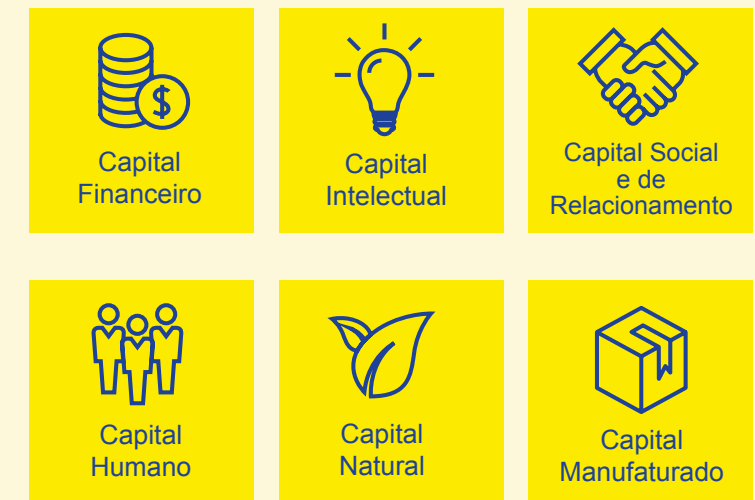 $
Capital
Financeiro
Capital
Intelectual
Capital Social
e de
Relacionamento
Capital
Humano
Capital
Natural
Capital
Manufaturado